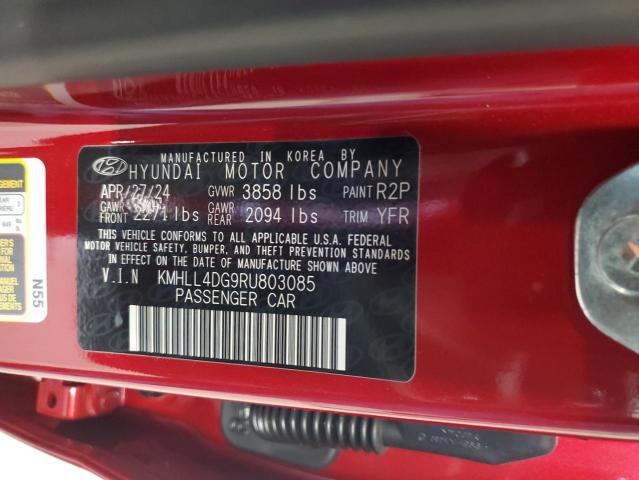 MANUFACTURED IN KOREA BY
HYUNDAI MOTOR COMPANY
APR/27/24 GVWR 3858 lbs PAINT R2P
GAWR FRONT 2271 lbs GAWR REAR 2094 lbs TRIM YFR
THIS VEHICLE CONFORMS TO ALL APPLICABLE U.S.A. FEDERAL
MOTOR VEHICLE SAFETY, BUMPER, AND THEFT PREVENTION STANDARDS
IN EFFECT ON THE DATE OF MANUFACTURE SHOWN ABOVE.
V.I.N KMHLL4DG9RU803085
PASSENGER CAR
N55